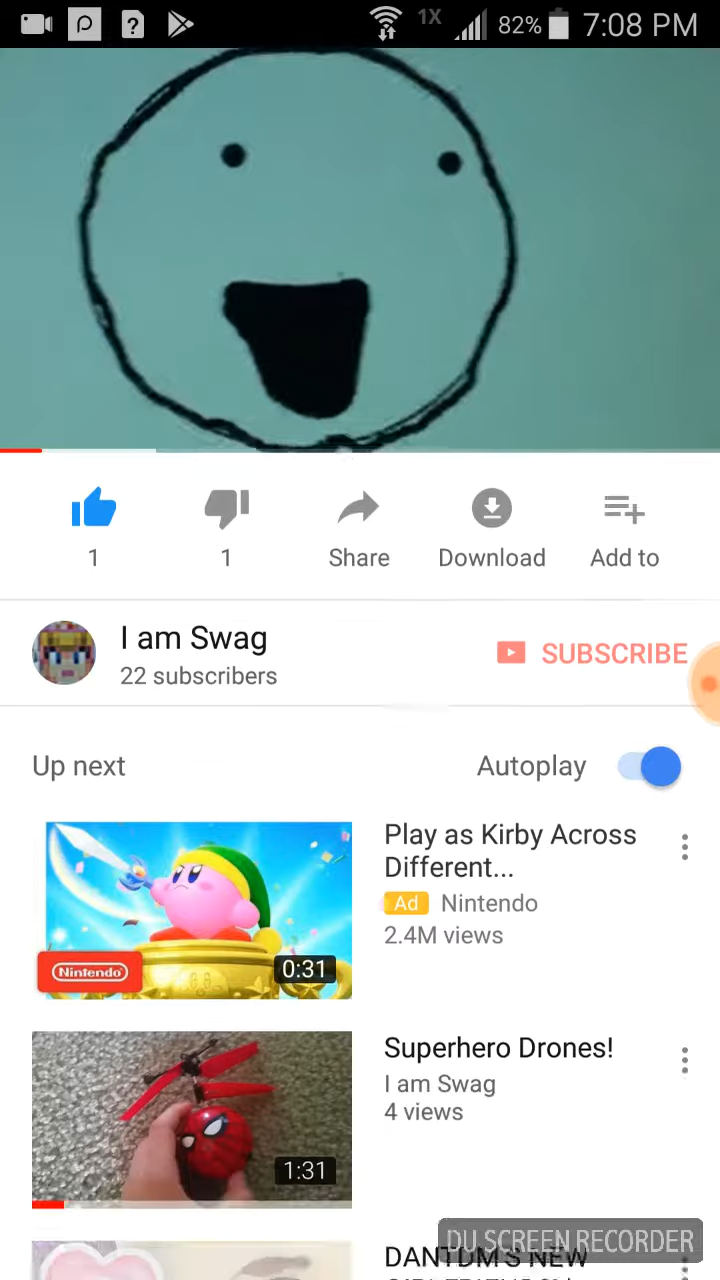 1X 82% 7:08 PM
1 1 Share Download Add to
I am Swag
22 subscribers
SUBSCRIBE
Up next Autoplay
Play as Kirby Across
Different...
Ad Nintendo
2.4M views
Nintendo
0:31
Superhero Drones!
I am Swag
4 views
1:31
DU SCREEN RECORDER
DANTDM'S NEW